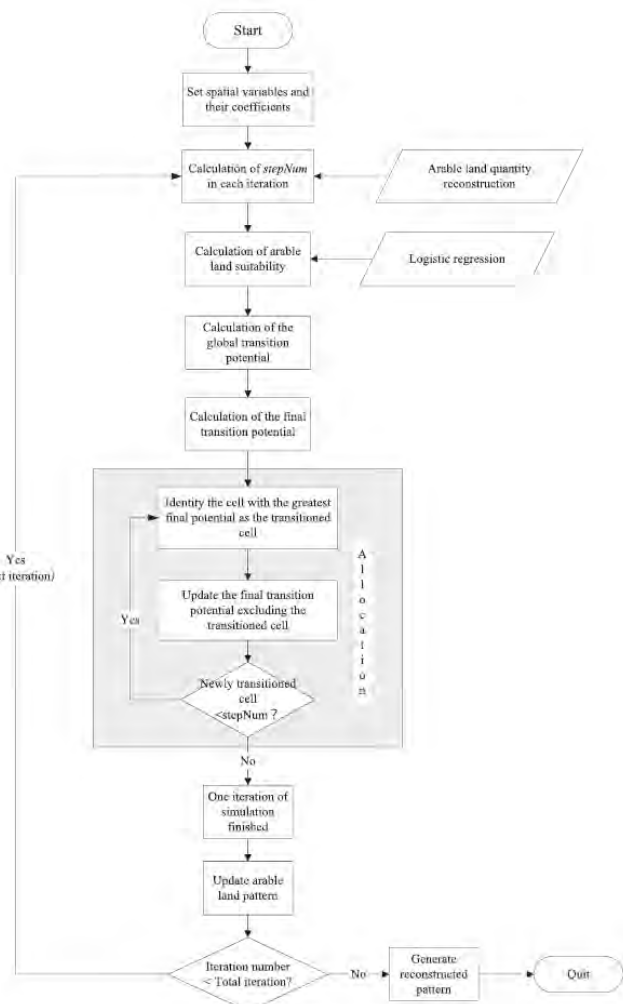 Start
Set spatial variables and
their coefficients
Calculation of stepNum
in each iteration
Arable land quantity
reconstruction
Calculation of arable
land suitability
Logistic regression
Calculation of the
global transition
potential
Calculation of the final
transition potential
Identity the cell with the greatest
final potential as the transitioned
cell
Allocation
Yes
iteration)
Update the final transition
potential excluding the
transitioned cell
Yes
Newly transitioned
cell
<stepNum ?
No
One iteration of
simulation
finished
Update arable
land pattern
Iteration number
< Total iteration?
No
Generate
reconstructed
pattern
Quit